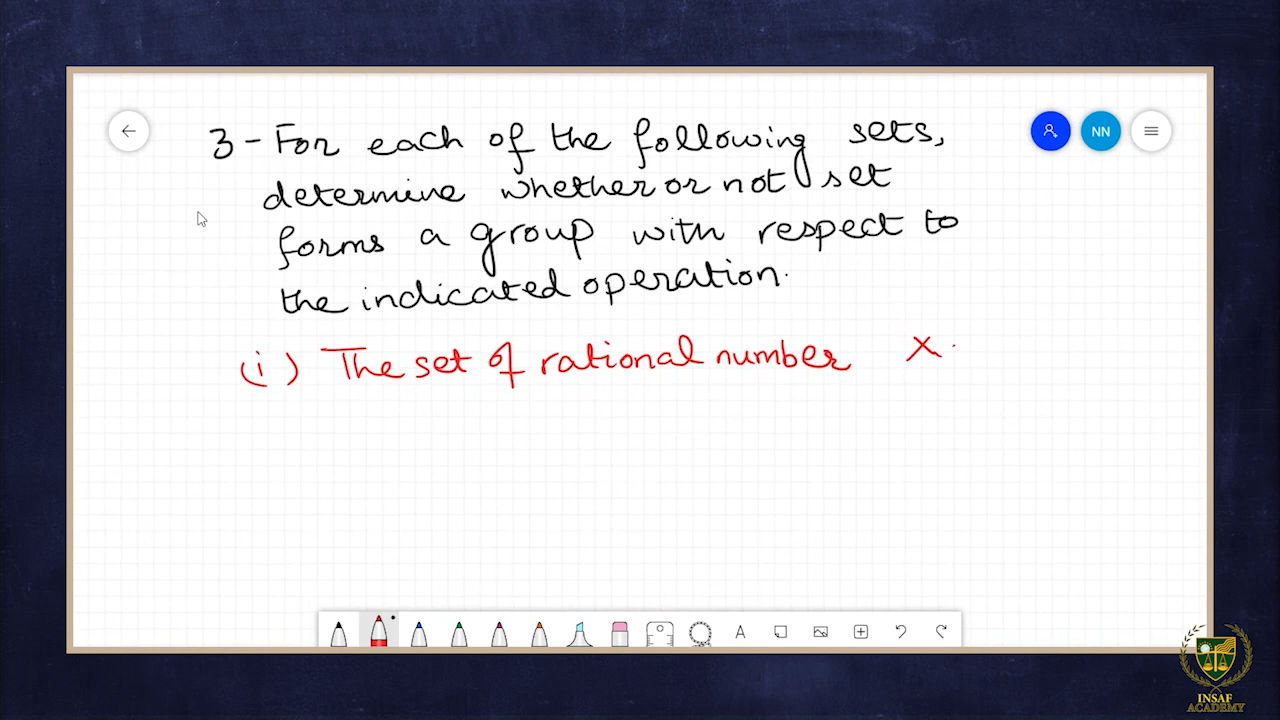 3 - For each of the following sets,
determine whether or not set
forms a group with respect to
the indicated operation.
(i) The set of rational number ×.
NN
A
INSAF
ACADEMY